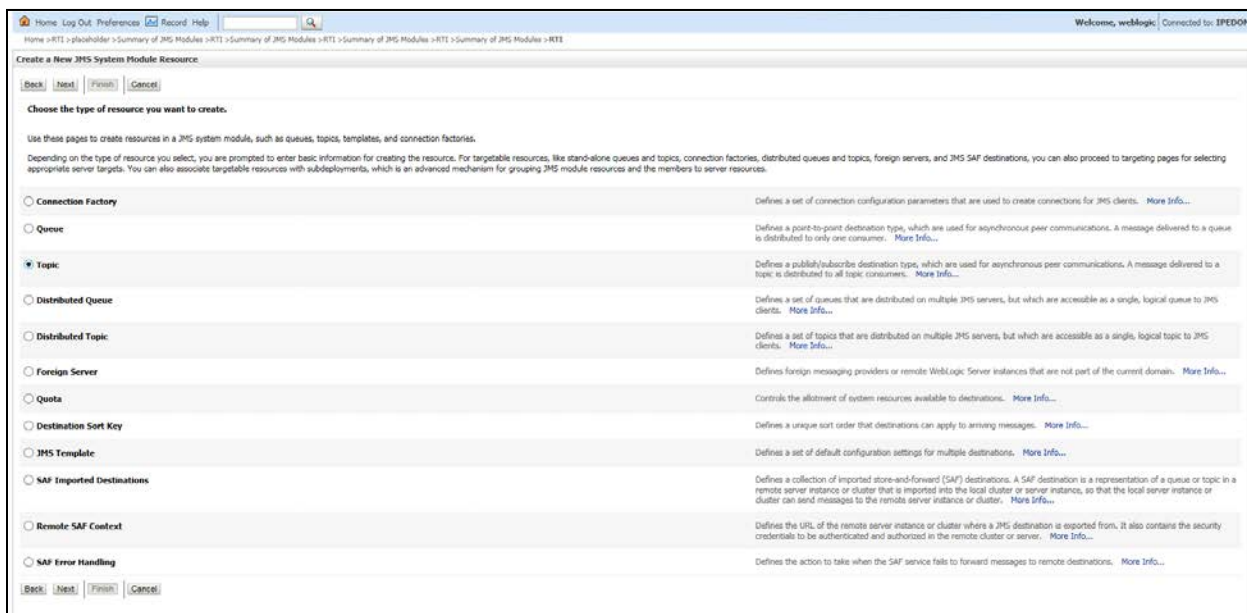 Home Log Out Preferences Record Help
Welcome, weblogic Connected to: IPEDON
Home >RTI >placeholder >Summary of JMS Modules >RTI >Summary of JMS Modules >RTI >Summary of JMS Modules >RTI >Summary of JMS Modules >RTI
Create a New JMS System Module Resource
Back Next Finish Cancel
Choose the type of resource you want to create.
Use these pages to create resources in a JMS system module, such as queues, topics, templates, and connection factories.
Depending on the type of resource you select, you are prompted to enter basic information for creating the resource. For targetable resources, like stand-alone queues and topics, connection factories, distributed queues and topics, foreign servers, and JMS SAF destinations, you can also proceed to targeting pages for selecting
appropriate server targets. You can also associate targetable resources with subdeployments, which is an advanced mechanism for grouping JMS module resources and the members to server resources.
Connection Factory
Defines a set of connection configuration parameters that are used to create connections for JMS clients. More Info...
Queue
Defines a point-to-point destination type, which are used for asynchronous peer communications. A message delivered to a queue
is distributed to only one consumer. More Info...
Topic
Defines a publish/subscribe destination type, which are used for asynchronous peer communications. A message delivered to a
topic is distributed to all topic consumers. More Info...
Distributed Queue
Defines a set of queues that are distributed on multiple JMS servers, but which are accessible as a single, logical queue to JMS
clients. More Info...
Distributed Topic
Defines a set of topics that are distributed on multiple JMS servers, but which are accessible as a single, logical topic to JMS
clients. More Info...
Foreign Server
Defines foreign messaging providers or remote WebLogic Server instances that are not part of the current domain. More Info...
Quota
Controls the allotment of system resources available to destinations. More Info...
Destination Sort Key
Defines a unique sort order that destinations can apply to arriving messages. More Info...
JMS Template
Defines a set of default configuration settings for multiple destinations. More Info...
SAF Imported Destinations
Defines a collection of imported store-and-forward (SAF) destinations. A SAF destination is a representation of a queue or topic in a
remote server instance or cluster that is imported into the local cluster or server instance, so that the local server instance or
cluster can send messages to the remote server instance or cluster. More Info...
Remote SAF Context
Defines the URL of the remote server instance or cluster where a JMS destination is exported from. It also contains the security
credentials to be authenticated and authorized in the remote cluster or server. More Info...
SAF Error Handling
Defines the action to take when the SAF service fails to forward messages to remote destinations. More Info...
Back Next Finish Cancel